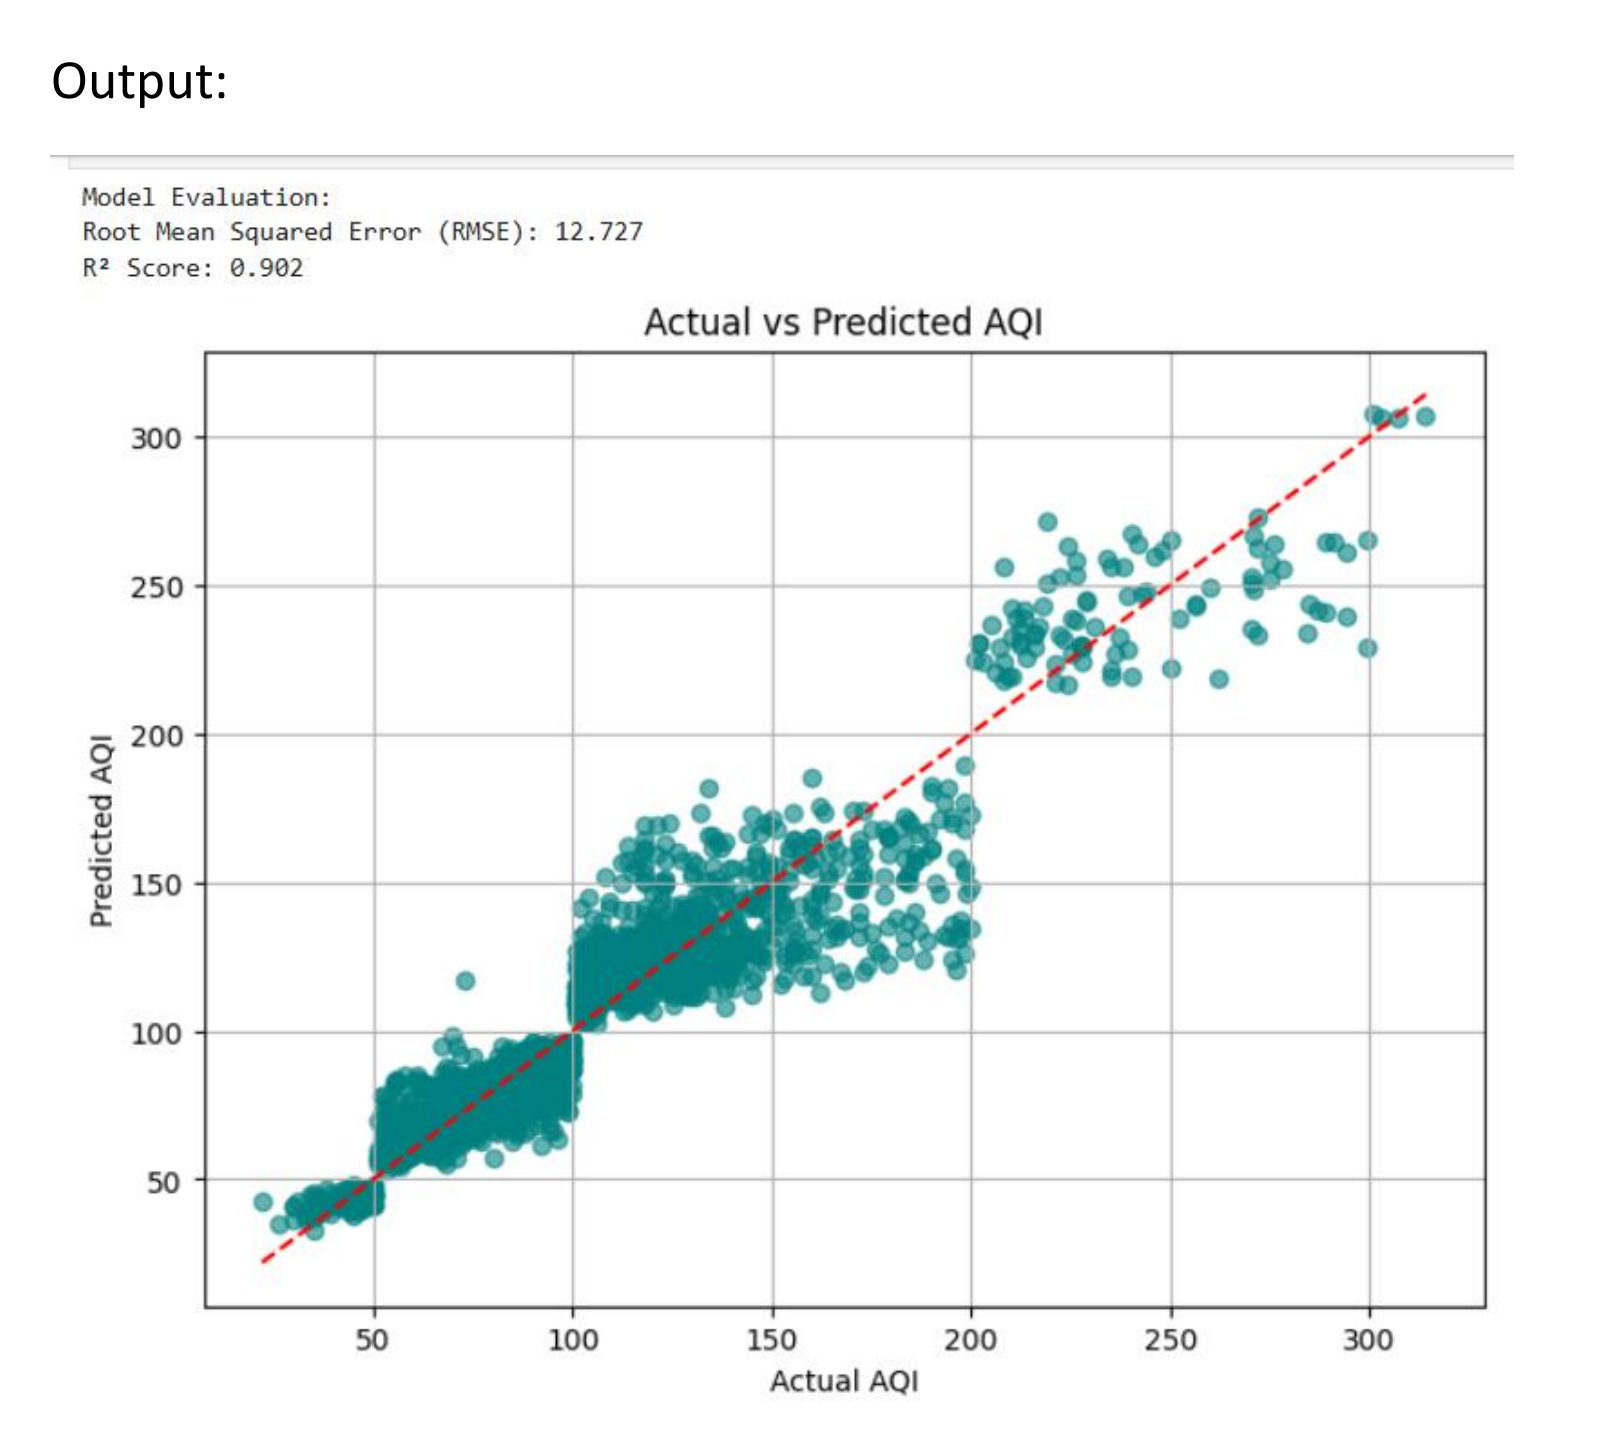 Output:
Model Evaluation:
Root Mean Squared Error (RMSE): 12.727
R² Score: 0.902
Actual vs Predicted AQI
300
250
200
150
100
50
Predicted AQI
50 100 150 200 250 300
Actual AQI